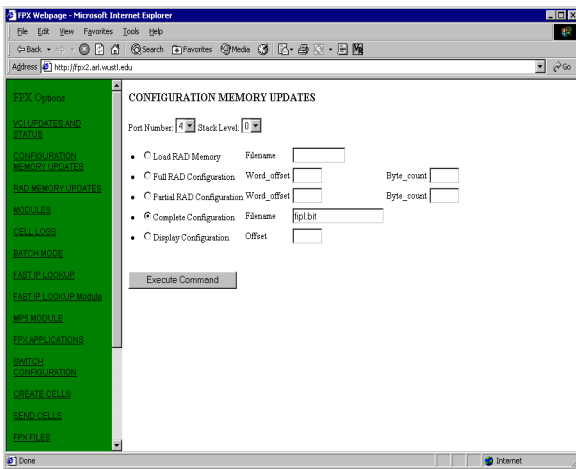 FPX Webpage - Microsoft Internet Explorer
File Edit View Favorites Tools Help
Back Search Favorites Media
Address http://fpx2.arl.wustl.edu Go
FPX Options
VCI UPDATES AND
STATUS
CONFIGURATION
MEMORY UPDATES
RAD MEMORY UPDATES
MODULES
CELL LOGS
BATCH MODE
FAST IP LOOKUP
FAST IP LOOKUP Module
MP5 MODULE
FPX APPLICATIONS
SWITCH
CONFIGURATION
CREATE CELLS
SEND CELLS
FPX FILES
CONFIGURATION MEMORY UPDATES
Port Number: 4 Stack Level: 0
Load RAD Memory Filename
Full RAD Configuration Word_offset Byte_count
Partial RAD Configuration Word_offset Byte_count
Complete Configuration Filename fipl.bit
Display Configuration Offset
Execute Command
Done Internet